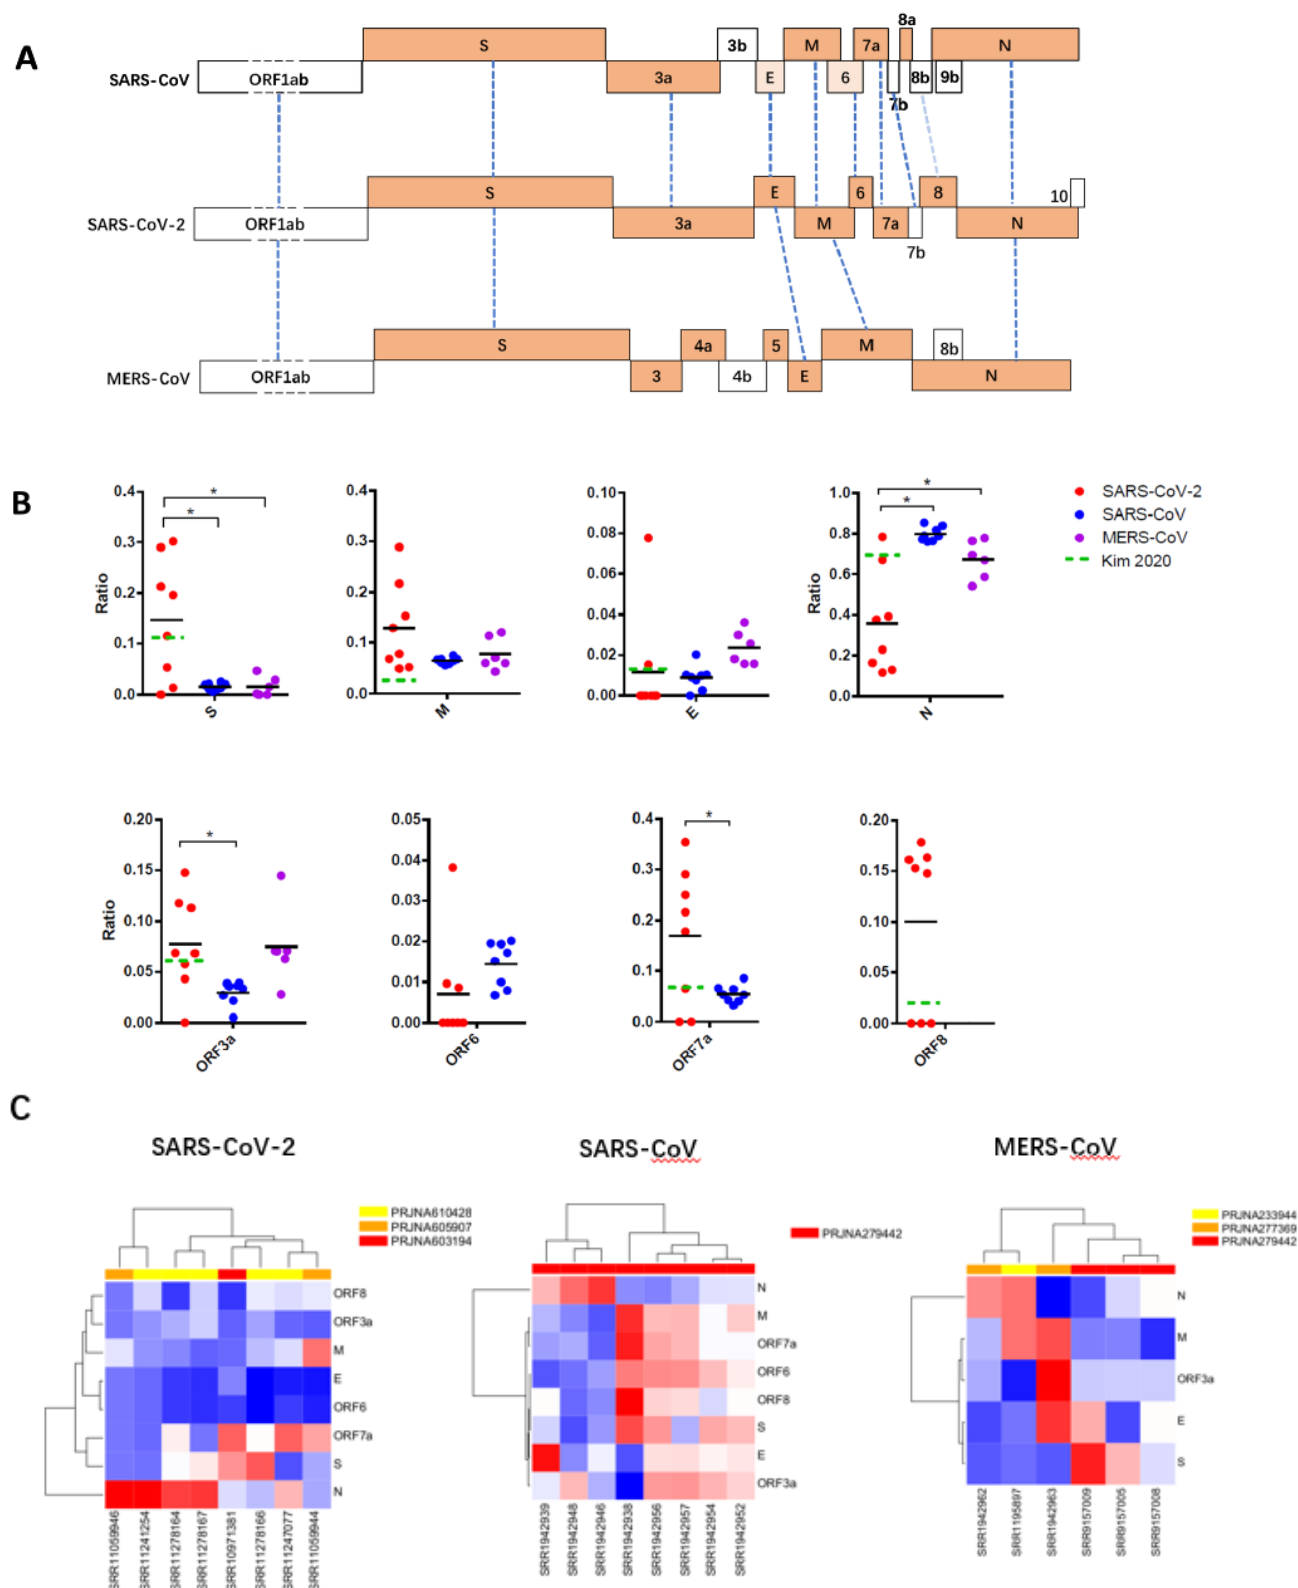 A
SARS-CoV
ORF1ab
S
3a
3b
E
M
6
7a
7b
8a
8b
9b
N
SARS-CoV-2
ORF1ab
S
3a
E
M
6
7a
7b
8
N
10
MERS-CoV
ORF1ab
S
3
4a
4b
5
E
M
8b
N
B
Ratio
0.4
0.3
0.2
0.1
0.0
*
*
S
0.4
0.3
0.2
0.1
0.0
M
0.10
0.08
0.06
0.04
0.02
0.00
E
1.0
0.8
0.6
0.4
0.2
0.0
*
*
N
SARS-CoV-2
SARS-CoV
MERS-CoV
Kim 2020
Ratio
0.20
0.15
0.10
0.05
0.00
*
ORF3a
0.05
0.04
0.03
0.02
0.01
0.00
ORF6
0.4
0.3
0.2
0.1
0.0
*
ORF7a
0.20
0.15
0.10
0.05
0.00
ORF8
C
SARS-CoV-2
PRJNA610428
PRJNA605907
PRJNA603194
ORF8
ORF3a
M
E
ORF6
ORF7a
S
N
SRR11059946
SRR11241254
SRR11278164
SRR11278167
SRR10971381
SRR11278166
SRR11247077
SRR11059944
SARS-CoV
PRJNA279442
N
M
ORF7a
ORF6
ORF8
S
E
ORF3a
SRR1942939
SRR1942948
SRR1942946
SRR1942938
SRR1942956
SRR1942957
SRR1942954
SRR1942952
MERS-CoV
PRJNA233944
PRJNA277369
PRJNA279442
N
M
ORF3a
E
S
SRR1942962
SRR1195897
SRR1942963
SRR9157009
SRR9157005
SRR9157008